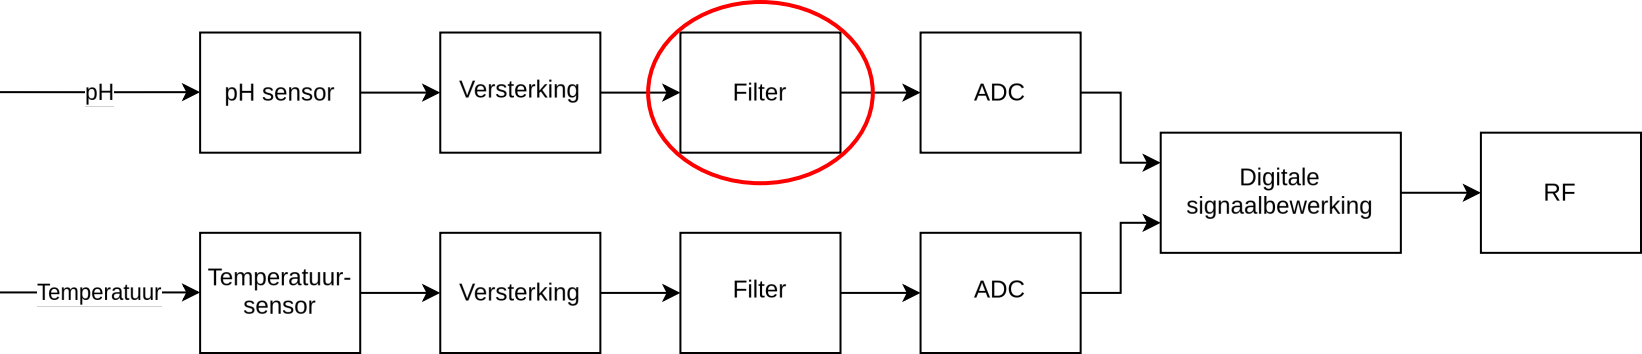 pH
pH sensor
Versterking
Filter
ADC
Digitale
signaalbewerking
RF
Temperatuur
Temperatuur-
sensor
Versterking
Filter
ADC